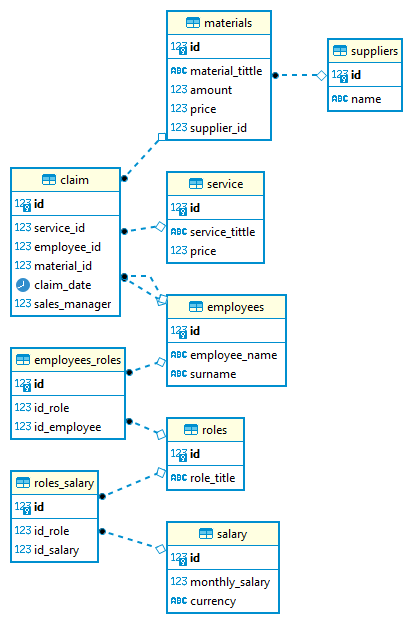 materials
123 id
ABC material_tittle
123 amount
123 price
123 supplier_id
suppliers
123 id
ABC name
claim
123 id
123 service_id
123 employee_id
123 material_id
claim_date
123 sales_manager
service
123 id
ABC service_tittle
123 price
employees
123 id
ABC employee_name
ABC surname
employees_roles
123 id
123 id_role
123 id_employee
roles
123 id
ABC role_title
roles_salary
123 id
123 id_role
123 id_salary
salary
123 id
123 monthly_salary
ABC currency